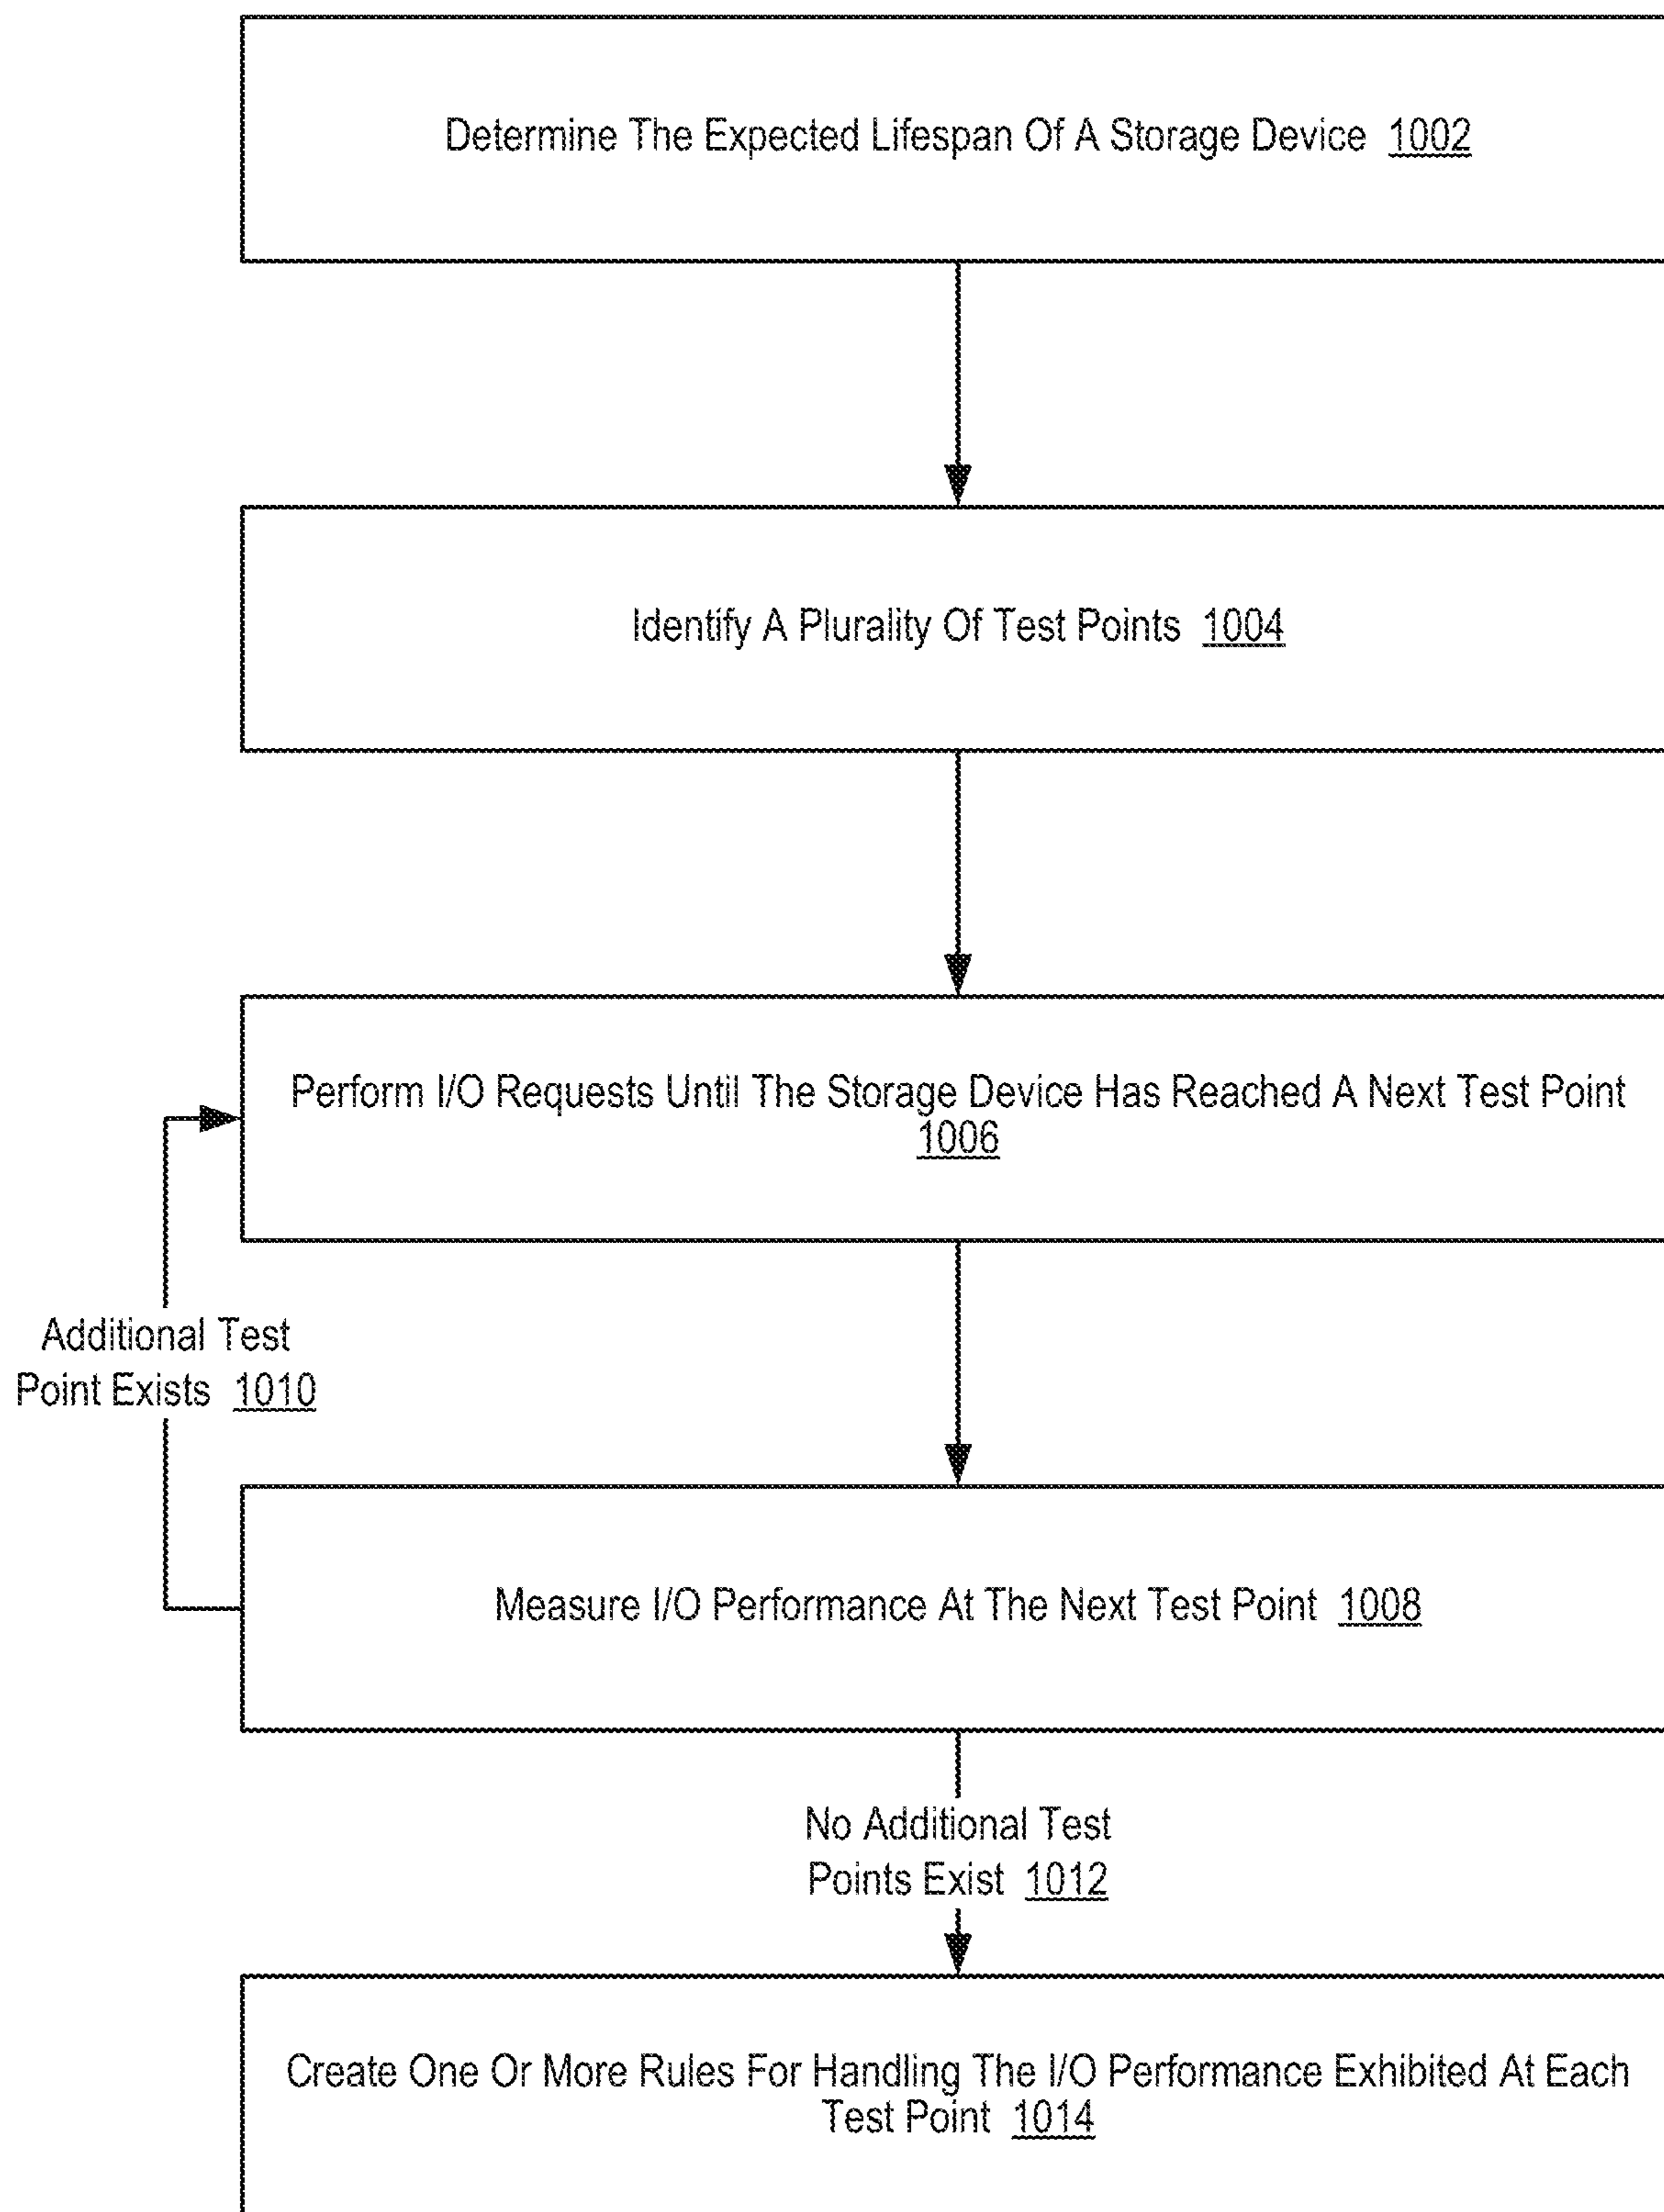 Determine The Expected Lifespan Of A Storage Device 1002
Identify A Plurality Of Test Points 1004
Perform I/O Requests Until The Storage Device Has Reached A Next Test Point
1006
Additional Test
Point Exists 1010
Measure I/O Performance At The Next Test Point 1008
No Additional Test
Points Exist 1012
Create One Or More Rules For Handling The I/O Performance Exhibited At Each
Test Point 1014